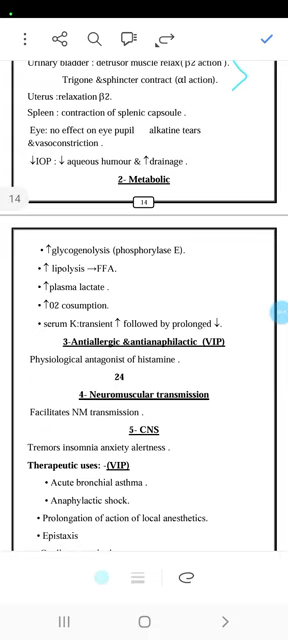 Urinary bladder : detrusor muscle relax( β2 action ).
Trigone &sphincter contract (αl action).
Uterus :relaxation β2.
Spleen : contraction of splenic capsoule .
Eye: no effect on eye pupil alkatine tears
&vasoconstriction .
↓IOP : ↓ aqueous humour & ↑drainage .
2- Metabolic
14
14
• ↑glycogenolysis (phosphorylase E).
• ↑ lipolysis →FFA.
• ↑plasma lactate .
• ↑02 cosumption.
• serum K:transient ↑ followed by prolonged ↓.
3-Antiallergic &antianaphilactic (VIP)
Physiological antagonist of histamine .
24
4- Neuromuscular transmission
Facilitates NM transmission .
5- CNS
Tremors insomnia anxiety alertness .
Therapeutic uses: -(VIP)
• Acute bronchial asthma .
• Anaphylactic shock.
• Prolongation of action of local anesthetics.
• Epistaxis